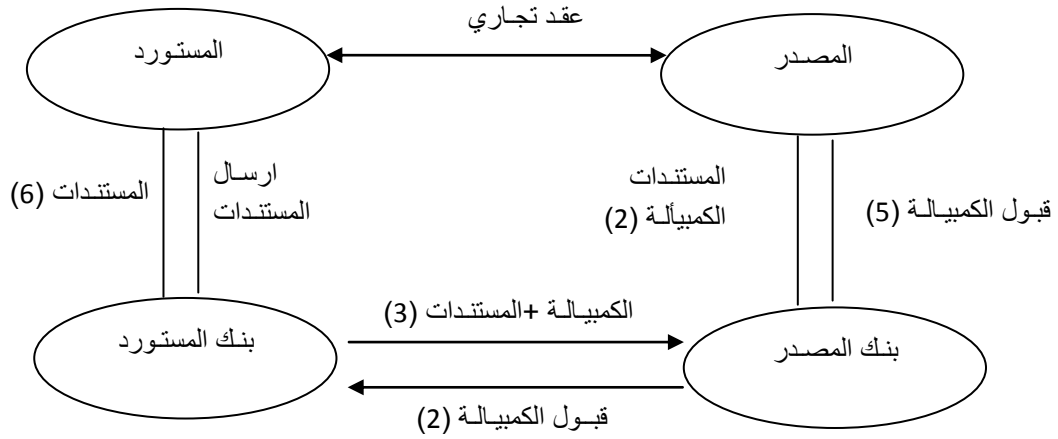 عقد تجاري
المصدر
المستورد
قبول الكمبيالة (5)
المستندات
الكمبيألة (2)
ارسال
المستندات
المستندات (6)
الكمبيالة +المستندات (3)
بنك المصدر
بنك المستورد
قبول الكمبيالة (2)